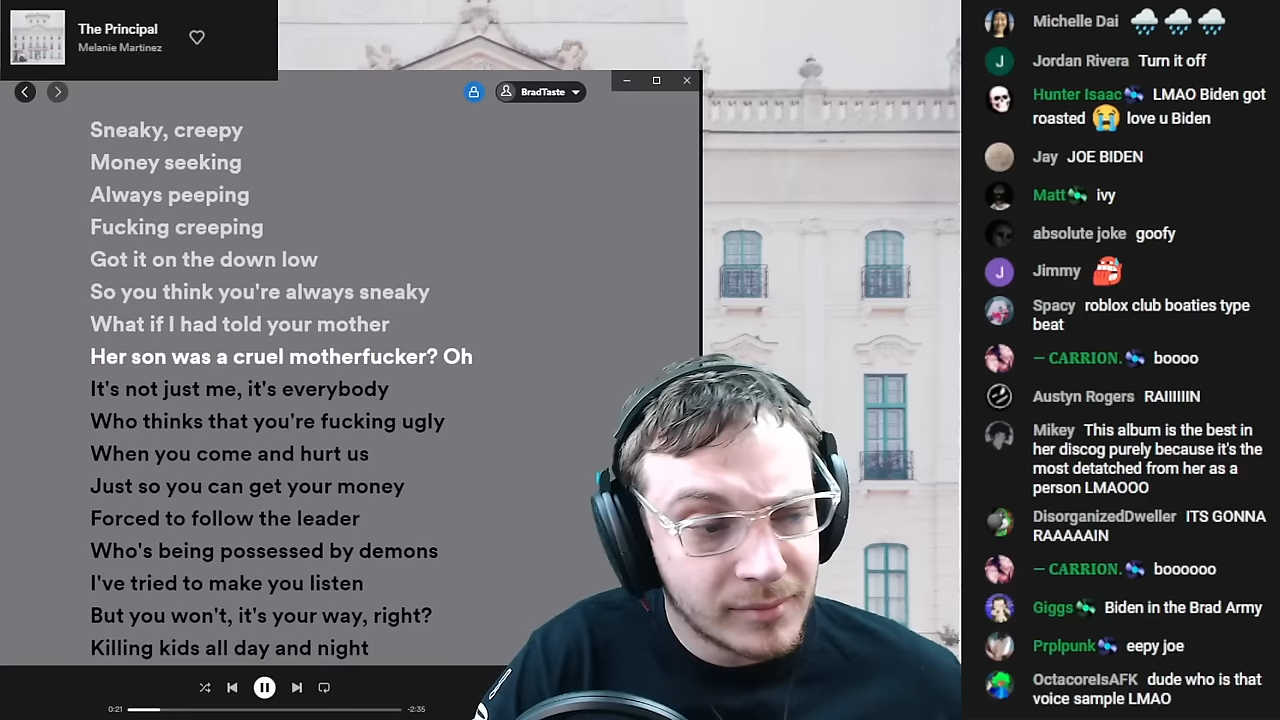 The Principal
Melanie Martinez
BradTaste
Sneaky, creepy
Money seeking
Always peeping
Fucking creeping
Got it on the down low
So you think you're always sneaky
What if I had told your mother
Her son was a cruel motherfucker? Oh
It's not just me, it's everybody
Who thinks that you're fucking ugly
When you come and hurt us
Just so you can get your money
Forced to follow the leader
Who's being possessed by demons
I've tried to make you listen
But you won't, it's your way, right?
Killing kids all day and night
0:21
-2:35
Michelle Dai
J Jordan Rivera Turn it off
Hunter Isaac LMAO Biden got
roasted love u Biden
Jay JOE BIDEN
Matt ivy
absolute joke goofy
J Jimmy
Spacy roblox club boaties type
beat
— CARRION. boooo
Austyn Rogers RAIIIIIN
Mikey This album is the best in
her discog purely because it's the
most detatched from her as a
person LMAOOO
DisorganizedDweller ITS GONNA
RAAAAAIN
— CARRION. boooooo
Giggs Biden in the Brad Army
Prplpunk eepy joe
OctacoreIsAFK dude who is that
voice sample LMAO